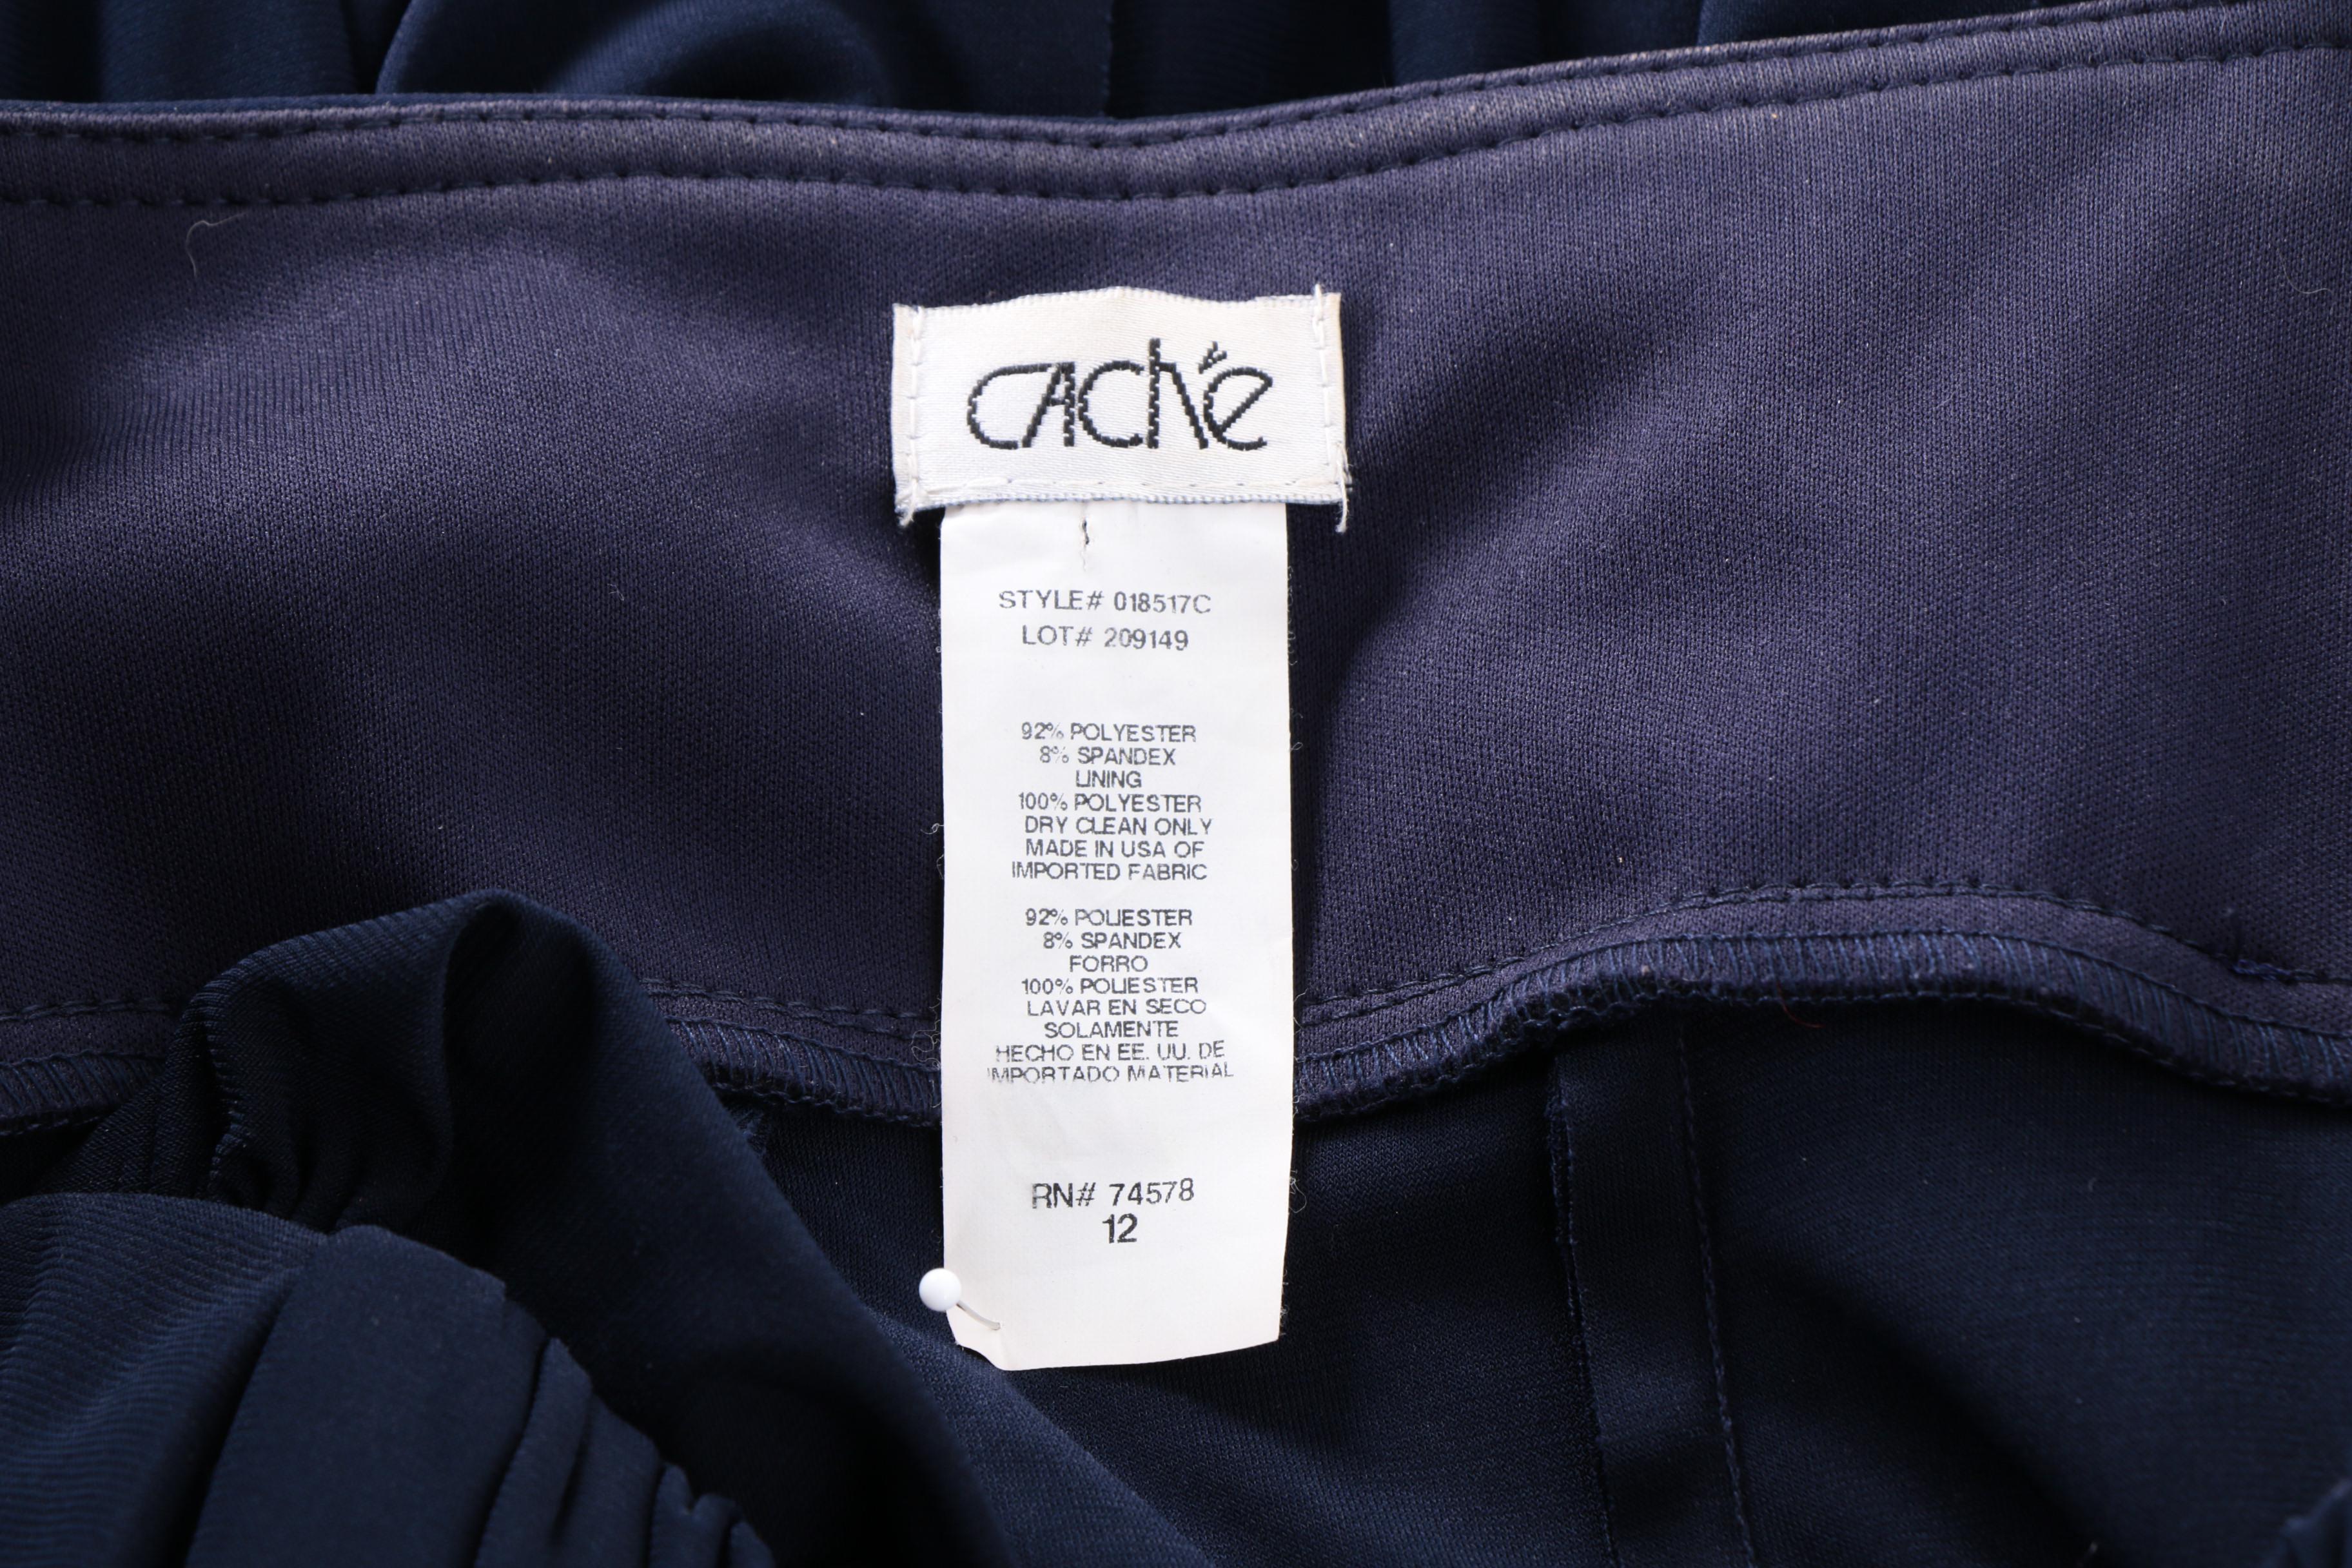 CACHÉ
STYLE# 018517C
LOT# 209149
92% POLYESTER
8% SPANDEX
LINING
100% POLYESTER
DRY CLEAN ONLY
MADE IN USA OF
IMPORTED FABRIC
92% POLIESTER
8% SPANDEX
FORRO
100% POLIESTER
LAVAR EN SECO
SOLAMENTE
HECHO EN EE. UU. DE
IMPORTADO MATERIAL
RN# 74578
12